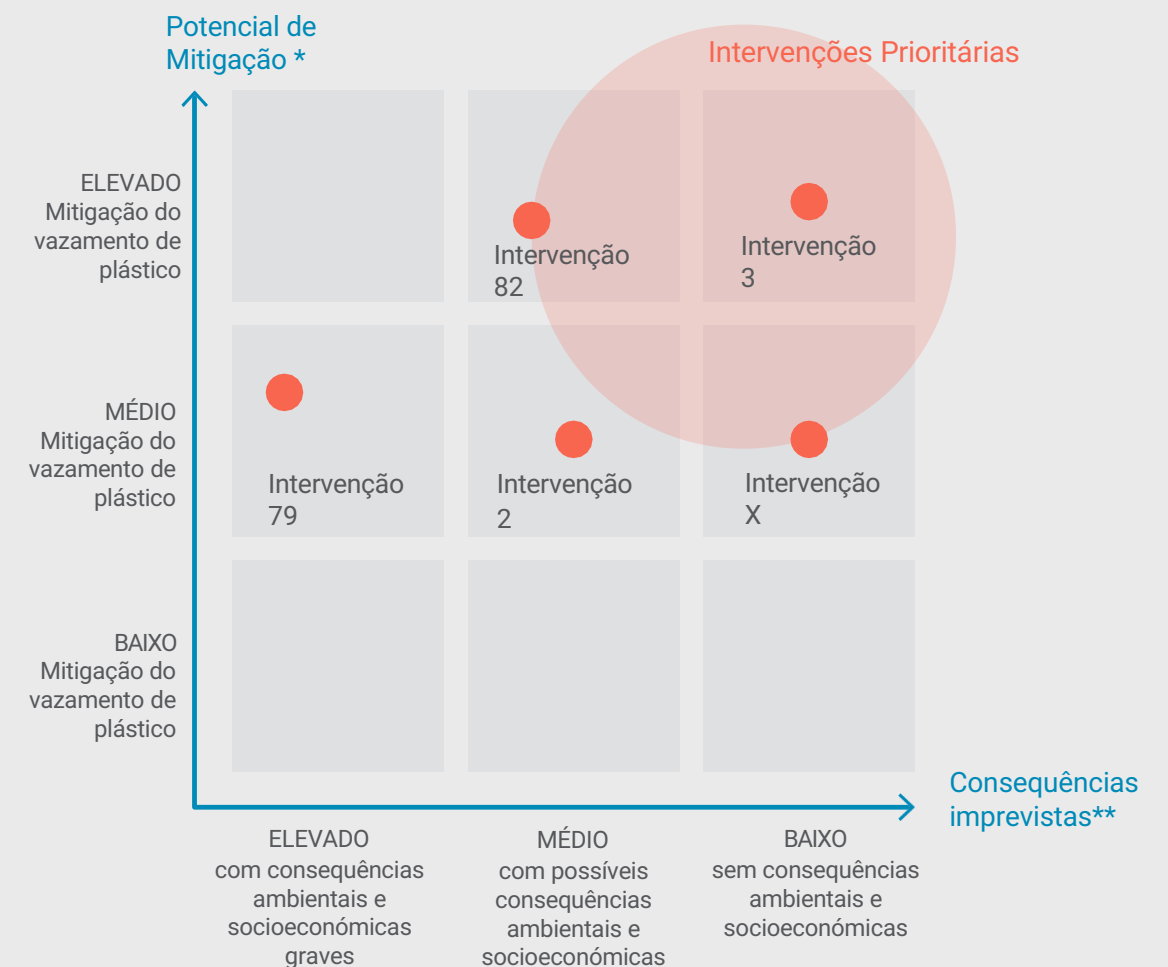 Potencial de
Mitigação *
Intervenções Prioritárias
ELEVADO
Mitigação do
vazamento de
plástico
Intervenção
82
Intervenção
3
MÉDIO
Mitigação do
vazamento de
plástico
Intervenção
79
Intervenção
2
Intervenção
X
BAIXO
Mitigação do
vazamento de
plástico
Consequências
imprevistas**
ELEVADO
com consequências
ambientais e
socioeconómicas
graves
MÉDIO
com possíveis
consequências
ambientais e
socioeconómicas
BAIXO
sem consequências
ambientais e
socioeconómicas